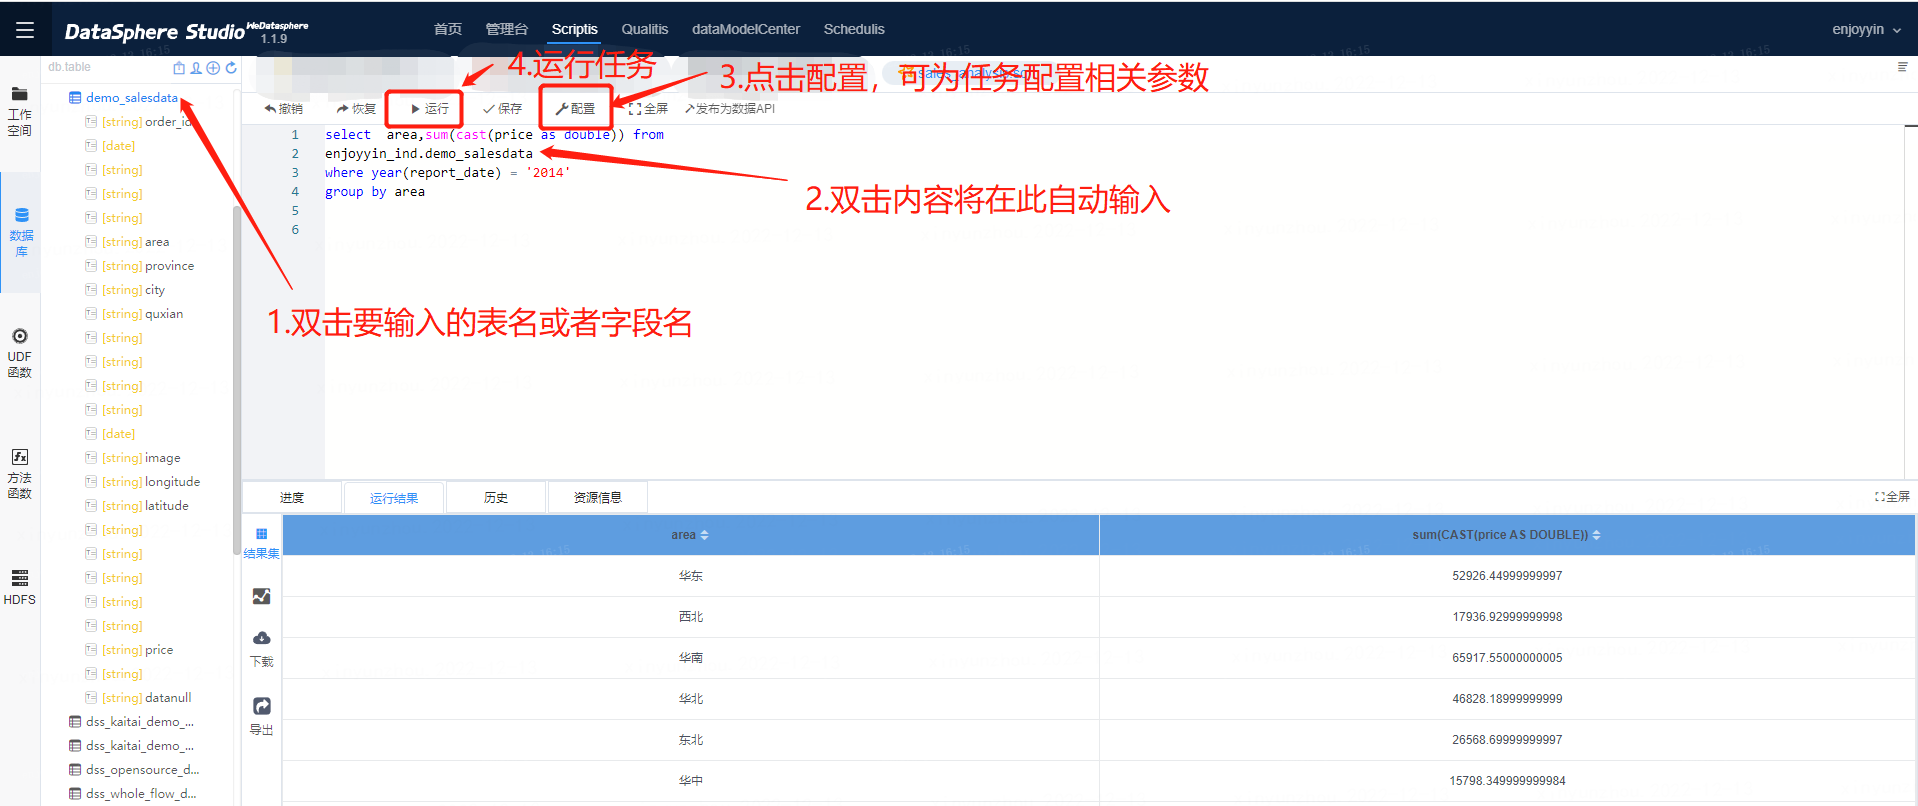 DataSphere Studio WeDatasphere
1.1.9
首页 管理台 Scriptis Qualitis dataModelCenter Schedulis
enjoyyin
db.table
4.运行任务
3.点击配置，可为任务配置相关参数
撤销 恢复 运行 保存 配置 全屏 发布为数据API
工作
空间
数据
库
UDF
函数
方法
函数
HDFS
demo_salesdata
[string] order_id
[date]
[string]
[string]
[string]
[string] area
[string] province
[string] city
[string] quxian
[string]
[string]
[string]
[string]
[date]
[string] image
[string] longitude
[string] latitude
[string]
[string]
[string]
[string]
[string]
[string] price
[string]
[string] datanull
dss_kaitai_demo_...
dss_kaitai_demo_...
dss_opensource_d...
dss_whole_flow_d...
1 select area,sum(cast(price as double)) from
2 enjoyyin_ind.demo_salesdata
3 where year(report_date) = '2014'
4 group by area
5
6
2.双击内容将在此自动输入
1.双击要输入的表名或者字段名
进度 运行结果 历史 资源信息 全屏
结果集
下载
导出
area sum(CAST(price AS DOUBLE))
华东 52926.44999999997
西北 17936.92999999998
华南 65917.55000000005
华北 46828.18999999999
东北 26568.69999999997
华中 15798.349999999984